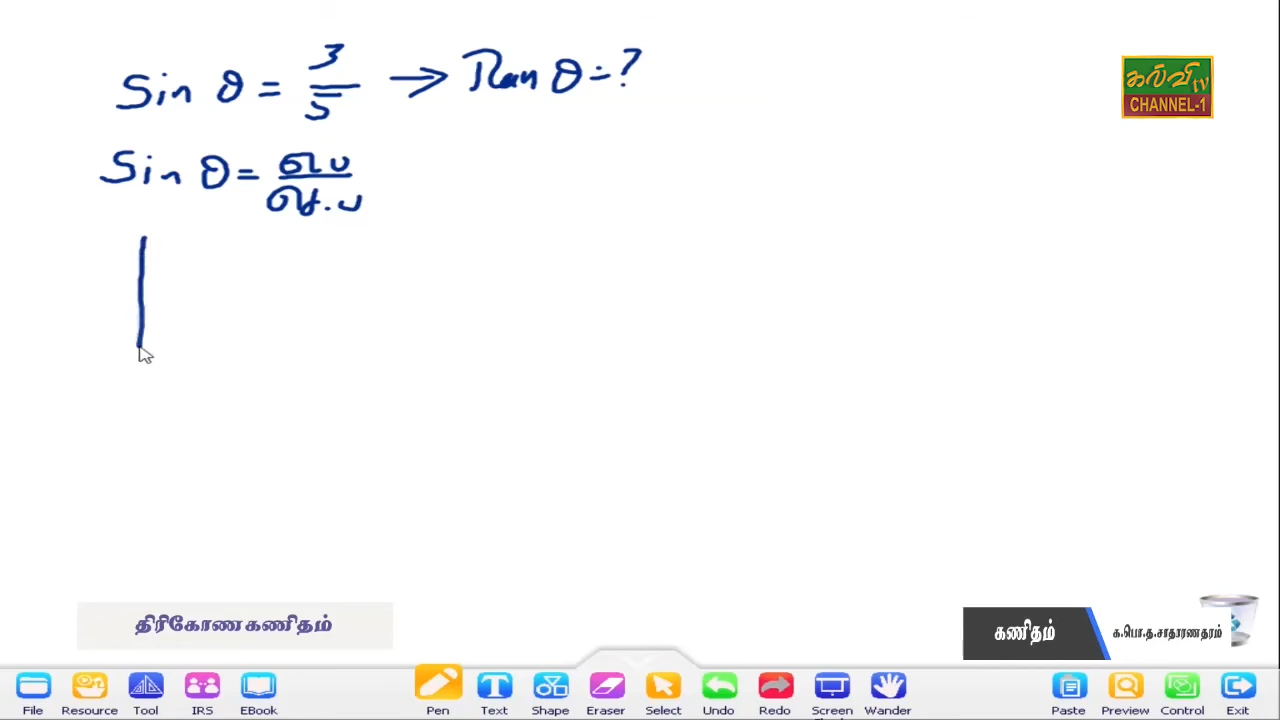 Sin θ = 3/5 → Tan θ = ?
Sin θ = எப/செ.ப
கல்வி TV
CHANNEL-1
திரிகோணகணிதம்
கணிதம்
க.பொ.த.சாதாரணதரம்
File Resource Tool IRS EBook Pen Text Shape Eraser Select Undo Redo Screen Wander Paste Preview Control Exit